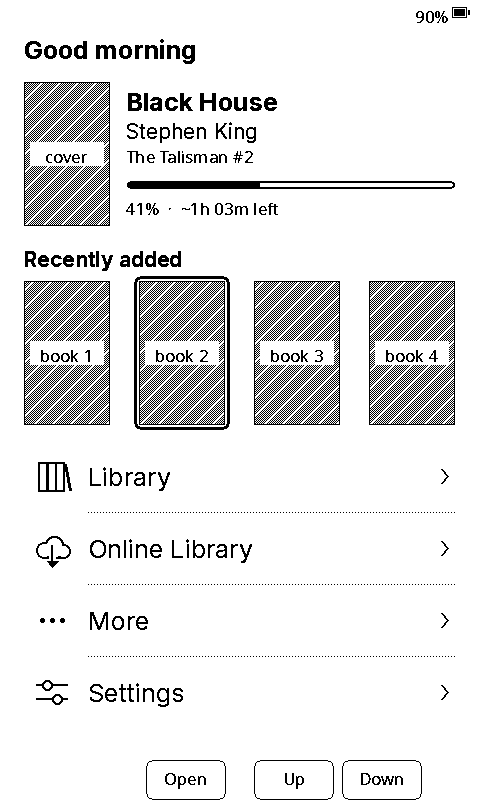 90%
Good morning
cover
Black House
Stephen King
The Talisman #2
41% · ~1h 03m left
Recently added
book 1 book 2 book 3 book 4
Library
Online Library
More
Settings
Open Up Down